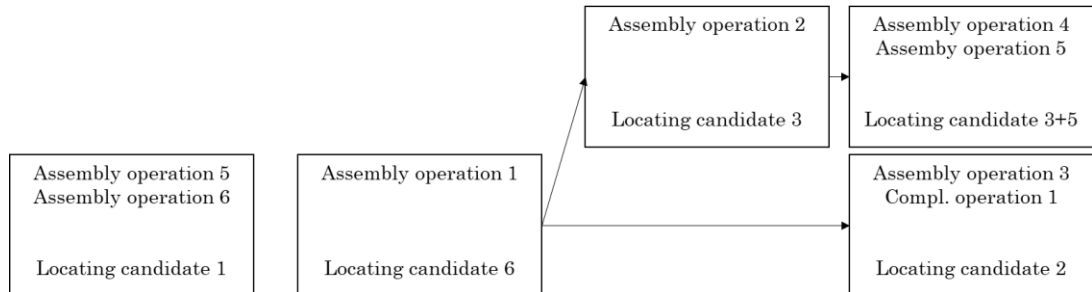 Assembly operation 2
Locating candidate 3
Assembly operation 4
Assemby operation 5
Locating candidate 3+5
Assembly operation 5
Assembly operation 6
Locating candidate 1
Assembly operation 1
Locating candidate 6
Assembly operation 3
Compl. operation 1
Locating candidate 2